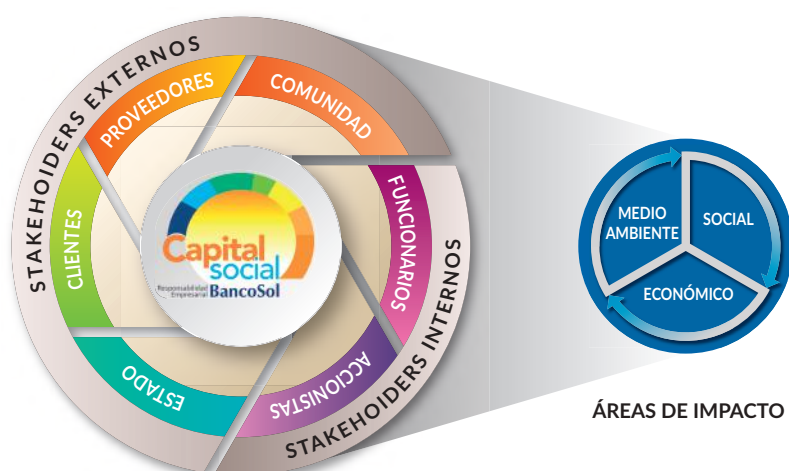 STAKEHOIDERS EXTERNOS
PROVEEDORES
COMUNIDAD
CLIENTES
FUNCIONARIOS
ESTADO
ACCIONISTAS
STAKEHOIDERS INTERNOS
Capital
social
Responsabilidad
Empresarial BancoSol
MEDIO
AMBIENTE
SOCIAL
ECONÓMICO
ÁREAS DE IMPACTO